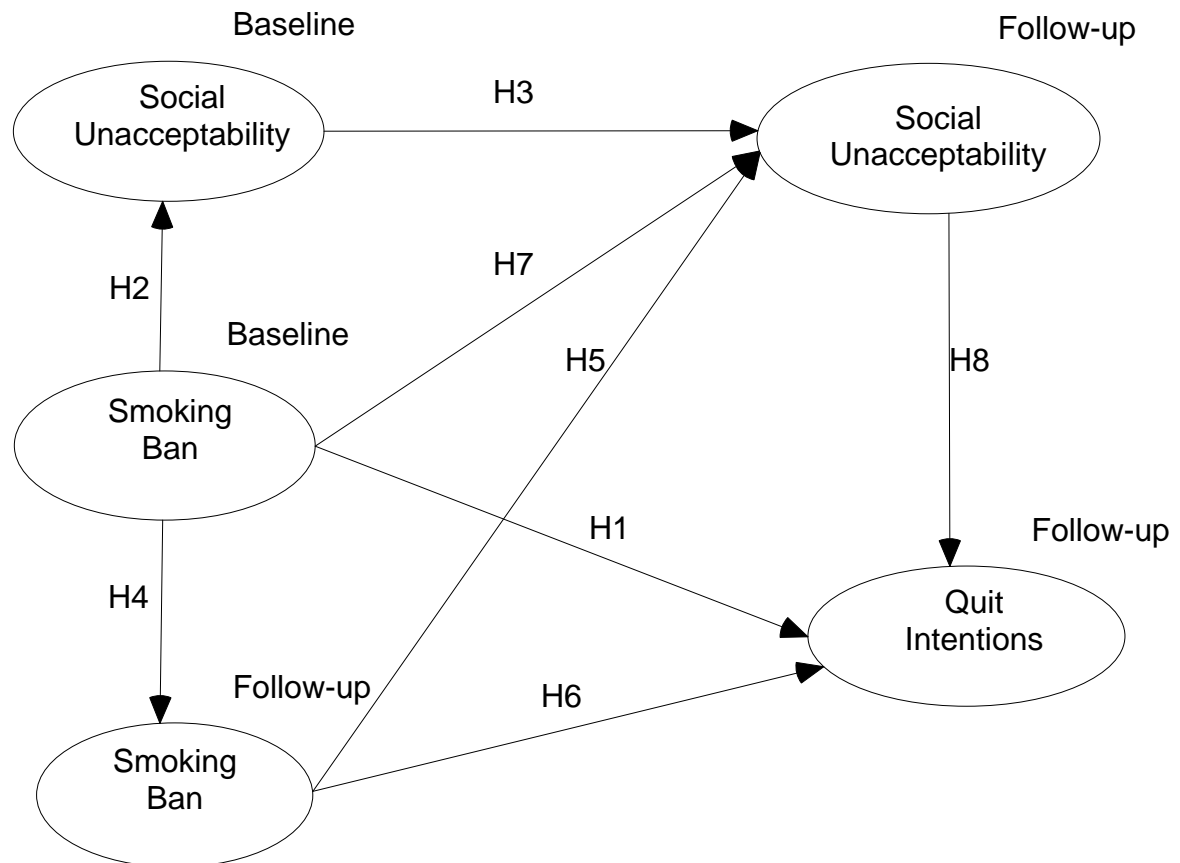 Baseline
Follow-up
Social
Unacceptability
H3
Social
Unacceptability
H7
H2
Baseline
H5
H8
Smoking
Ban
H1
Follow-up
H4
Quit
Intentions
Follow-up
H6
Smoking
Ban